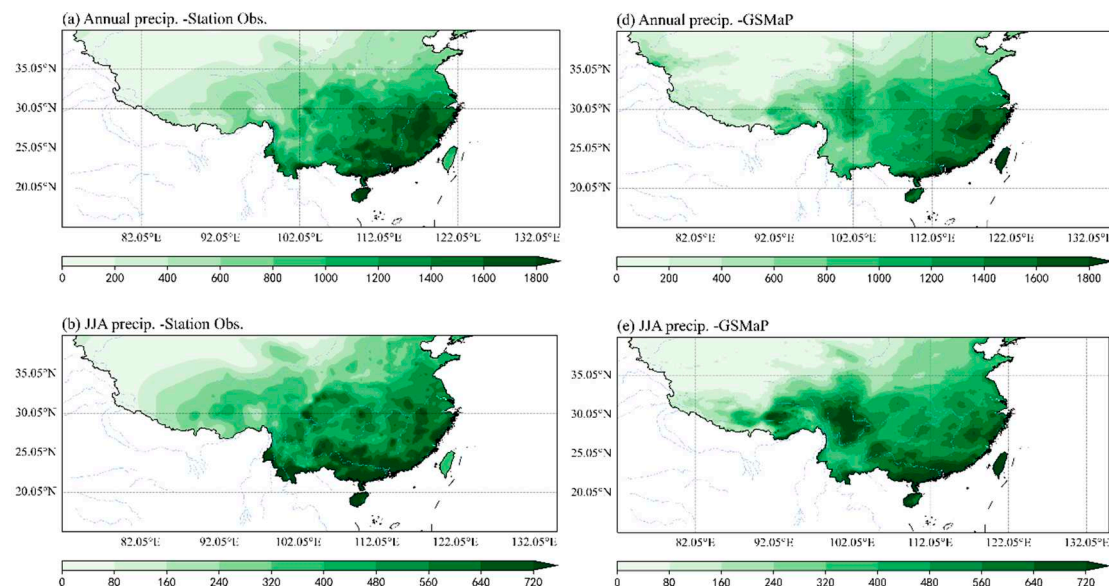 (a) Annual precip. -Station Obs.
35.05°N
30.05°N
25.05°N
20.05°N
82.05°E 92.05°E 102.05°E 112.05°E 122.05°E 132.05°E
0 200 400 600 800 1000 1200 1400 1600 1800
(d) Annual precip. -GSMaP
35.05°N
30.05°N
25.05°N
20.05°N
82.05°E 92.05°E 102.05°E 112.05°E 122.05°E 132.05°E
0 200 400 600 800 1000 1200 1400 1600 1800
(b) JJA precip. -Station Obs.
35.05°N
30.05°N
25.05°N
20.05°N
82.05°E 92.05°E 102.05°E 112.05°E 122.05°E 132.05°E
0 80 160 240 320 400 480 560 640 720
(e) JJA precip. -GSMaP
35.05°N
30.05°N
25.05°N
20.05°N
82.05°E 92.05°E 102.05°E 112.05°E 122.05°E 132.05°E
0 80 160 240 320 400 480 560 640 720